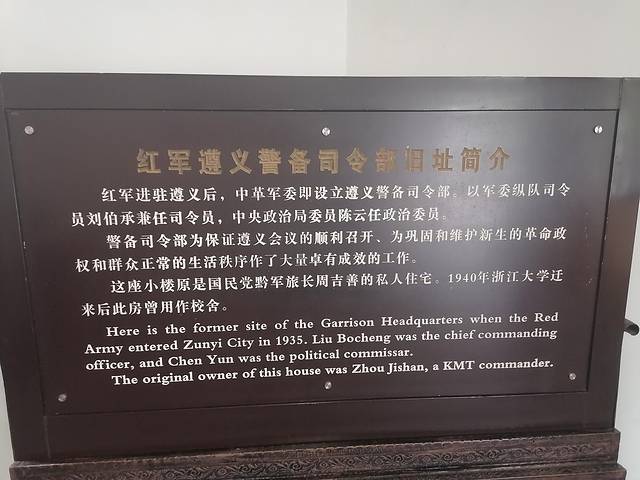 红军遵义警备司令部旧址简介
红军进驻遵义后，中革军委即设立遵义警备司令部。以军委纵队司令
员刘伯承兼任司令员，中央政治局委员陈云任政治委员。
警备司令部为保证遵义会议的顺利召开、为巩固和维护新生的革命政
权和群众正常的生活秩序作了大量卓有成效的工作。
这座小楼原是国民党黔军旅长周吉善的私人住宅。1940年浙江大学迁
来后此房曾用作校舍。
Here is the former site of the Garrison Headquarters when the Red
Army entered Zunyi City in 1935. Liu Bocheng was the chief commanding
officer, and Chen Yun was the political commissar.
The original owner of this house was Zhou Jishan, a KMT commander.